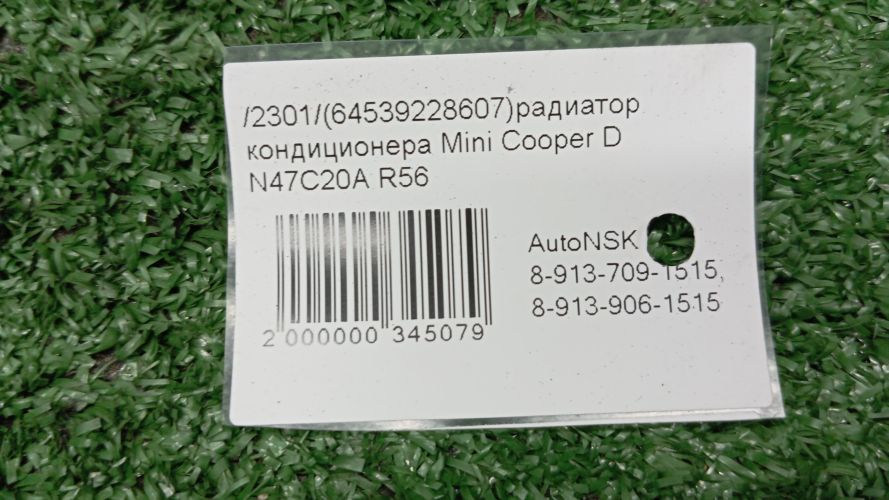 /2301/(64539228607)радиатор
кондиционера Mini Cooper D
N47C20A R56
AutoNSK
8-913-709-1515,
8-913-906-1515
2 000000 345079